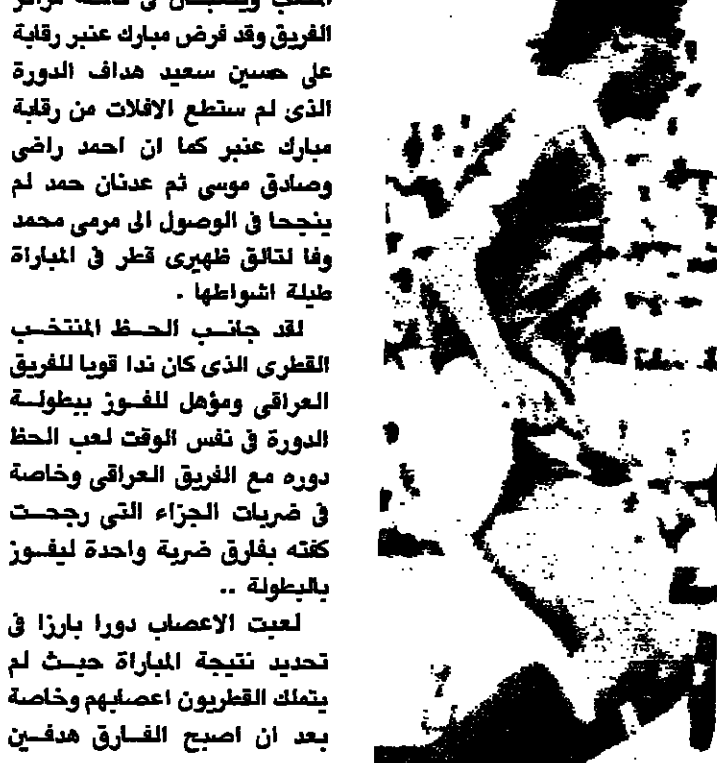 الفريق وقد فرض مبارك عنبر رقابة
على حسين سعيد هداف الدورة
الذى لم ستطع الافلات من رقابة
مبارك عنبر كما ان احمد راضى
وصادق موسى ثم عدنان حمد لم
ينجحا فى الوصول الى مرمى محمد
وفا لتالق ظهيرى قطر فى المباراة
طيلة اشواطها .
لقد جانب الحظ المنتخب
القطرى الذى كان ندا قويا للفريق
العراقى ومؤهل للفوز ببطولة
الدورة فى نفس الوقت لعب الحظ
دوره مع الفريق العراقى وخاصة
فى ضربات الجزاء التى رجحت
كفته بفارق ضربة واحدة ليفوز
بالبطولة ..
لعبت الاعصاب دورا بارزا فى
تحديد نتيجة المباراة حيث لم
يتملك القطريون اعصابهم وخاصة
بعد ان اصبح الفارق هدفين